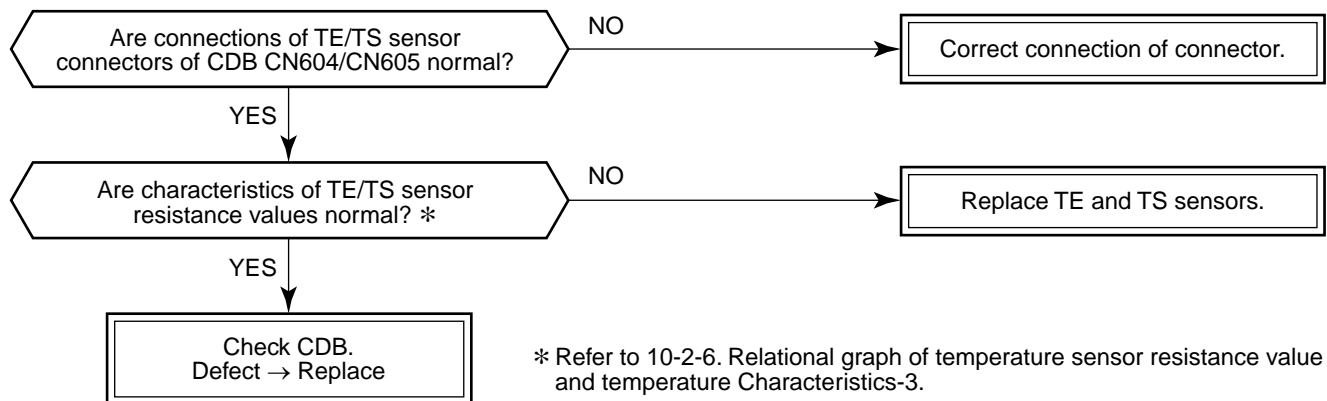 Are connections of TE/TS sensor
connectors of CDB CN604/CN605 normal?
NO
Correct connection of connector.
YES
Are characteristics of TE/TS sensor
resistance values normal? *
NO
Replace TE and TS sensors.
YES
Check CDB.
Defect → Replace
* Refer to 10-2-6. Relational graph of temperature sensor resistance value
and temperature Characteristics-3.